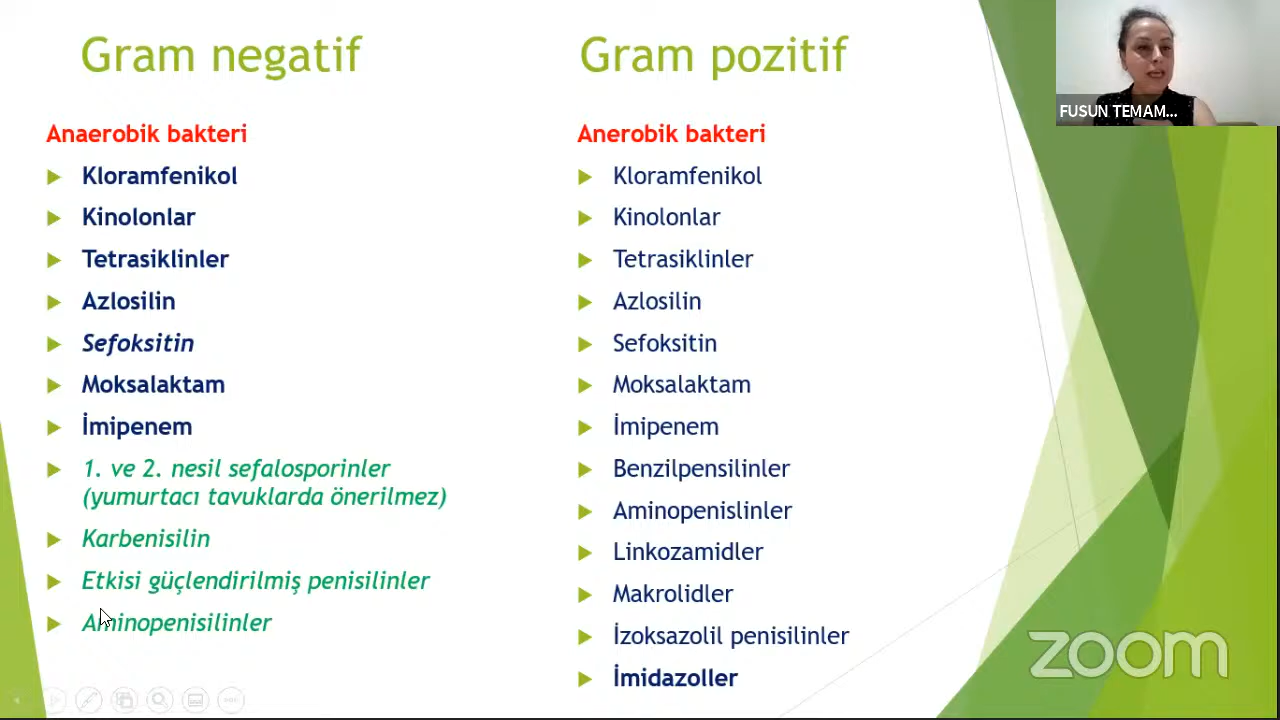 Gram negatif
Anaerobik bakteri
Kloramfenikol
Kinolonlar
Tetrasiklinler
Azlosilin
Sefoksitin
Moksalaktam
İmipenem
1. ve 2. nesil sefalosporinler
(yumurtacı tavuklarda önerilmez)
Karbenisilin
Etkisi güçlendirilmiş penisilinler
Aminopenisilinler
Gram pozitif
Anerobik bakteri
Kloramfenikol
Kinolonlar
Tetrasiklinler
Azlosilin
Sefoksitin
Moksalaktam
İmipenem
Benzilpensilinler
Aminopenislinler
Linkozamidler
Makrolidler
İzoksazolil penisilinler
İmidazoller
FUSUN TEMAM...
zoom